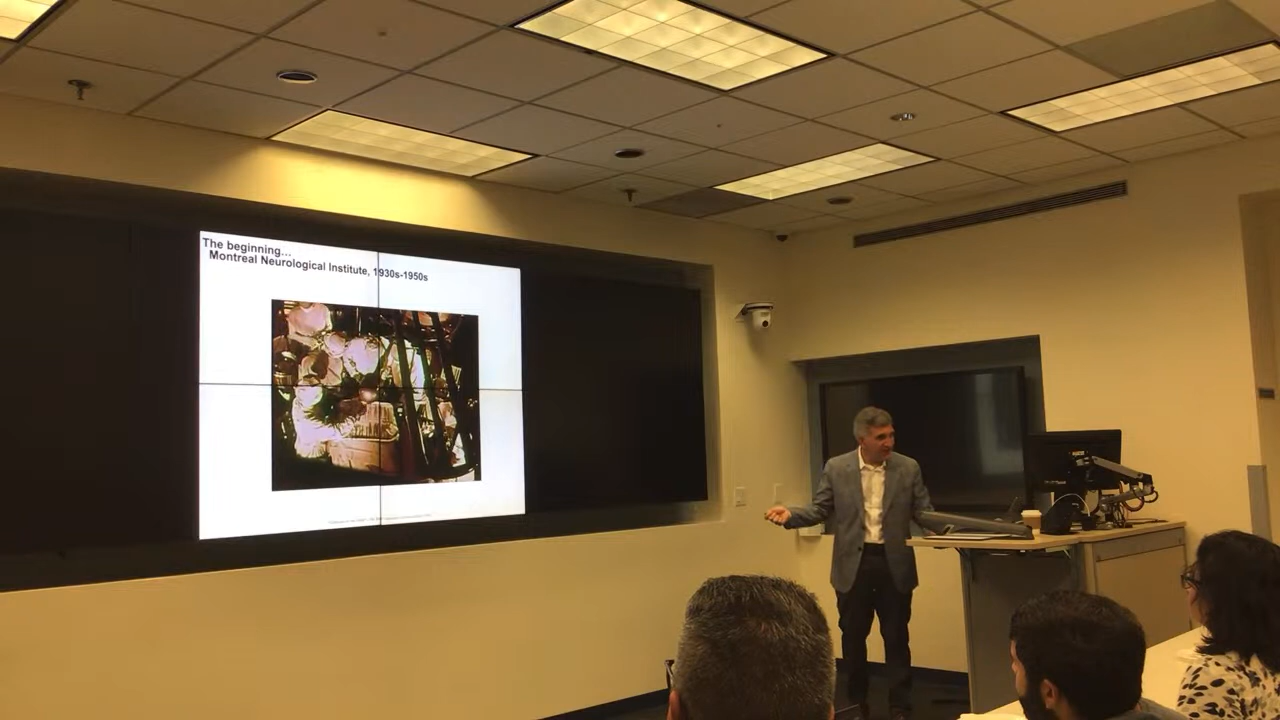 The beginning...
Montreal Neurological Institute, 1930s-1950s